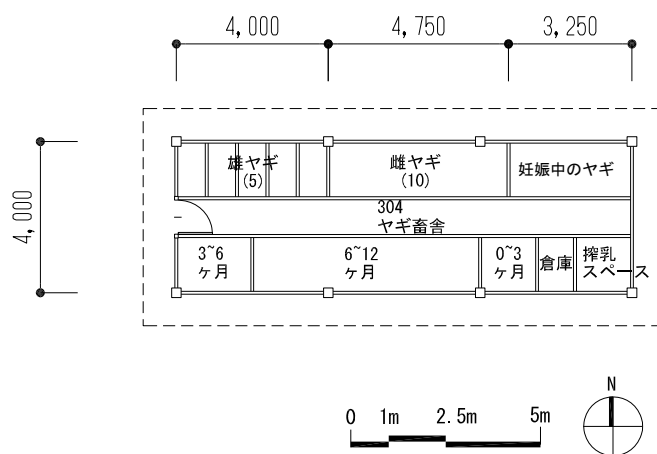 4,000
4,750
3,250
4,000
雄ヤギ
(5)
雌ヤギ
(10)
妊娠中のヤギ
304
ヤギ畜舎
3~6
ヶ月
6~12
ヶ月
0~3
ヶ月
倉庫
搾乳
スペース
0
1m
2.5m
5m
N